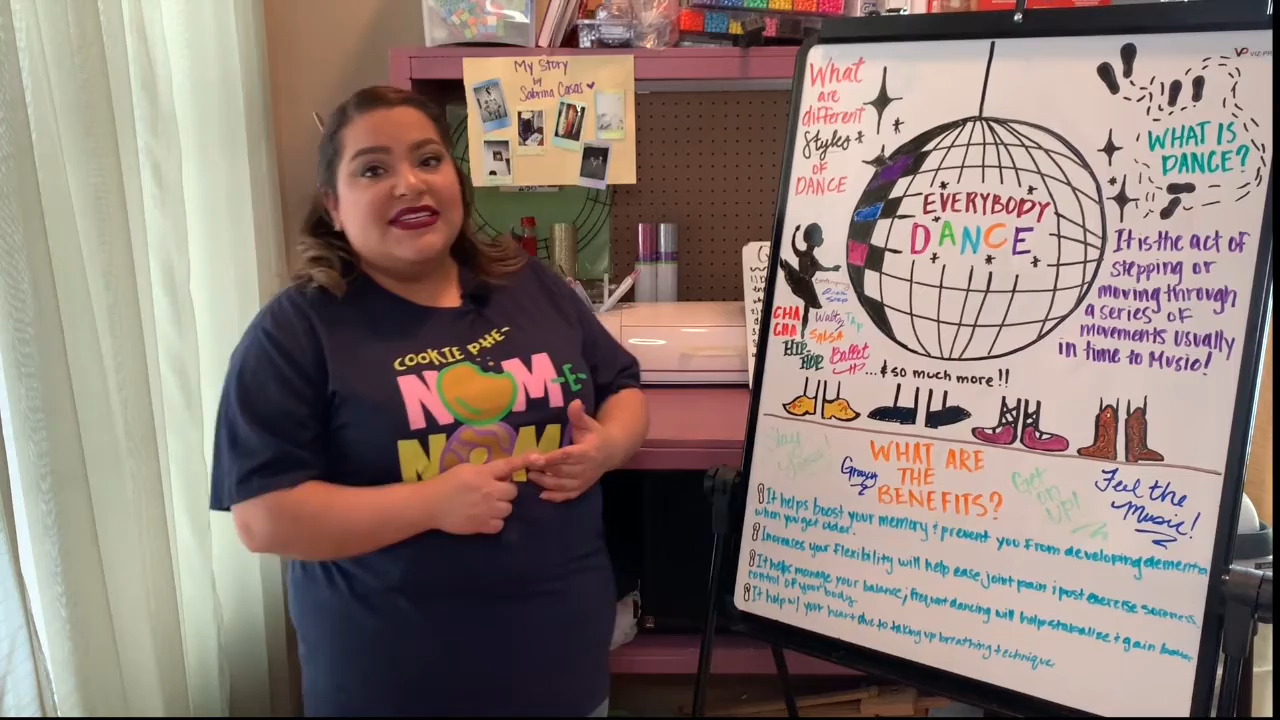 My Story
by
Sabrina Casas
COOKIE PHE-
NOM-E-
NOM
What
are
different
Styles
OF
DANCE
EVERYBODY
DANCE
WHAT IS
DANCE?
It is the act of
stepping or
moving through
a series of
movements usually
in time to Music!
Contemporary
Quick
Step
CHA
CHA
Waltz
TAP
SALSA
HIP-
HOP
Ballet
...& so much more!!
WHAT ARE
THE
BENEFITS?
Groovy
Get
on
Up!
Feel the
Music!
It helps boost your memory & prevent you from developing dementia
when you get older.
Increases your flexibility will help ease joint pain & post exercise soreness.
It helps manage your balance; frequent dancing will help stabalize & gain better
control of your body
It help w/ your heart due to taking up breathing technique